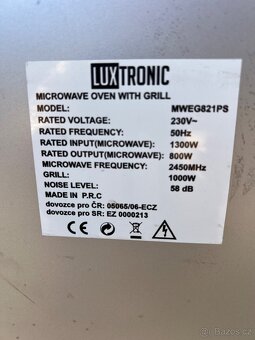 LUXTRONIC
MICROWAVE OVEN WITH GRILL
MODEL: MWEG821PS
RATED VOLTAGE: 230V~
RATED FREQUENCY: 50Hz
RATED INPUT(MICROWAVE): 1300W
RATED OUTPUT(MICROWAVE): 800W
MICROWAVE FREQUENCY: 2450MHz
GRILL: 1000W
NOISE LEVEL: 58 dB
MADE IN P.R.C
dovozce pro ČR: 05065/06-ECZ
dovozce pro SR: EZ 0000213
CE